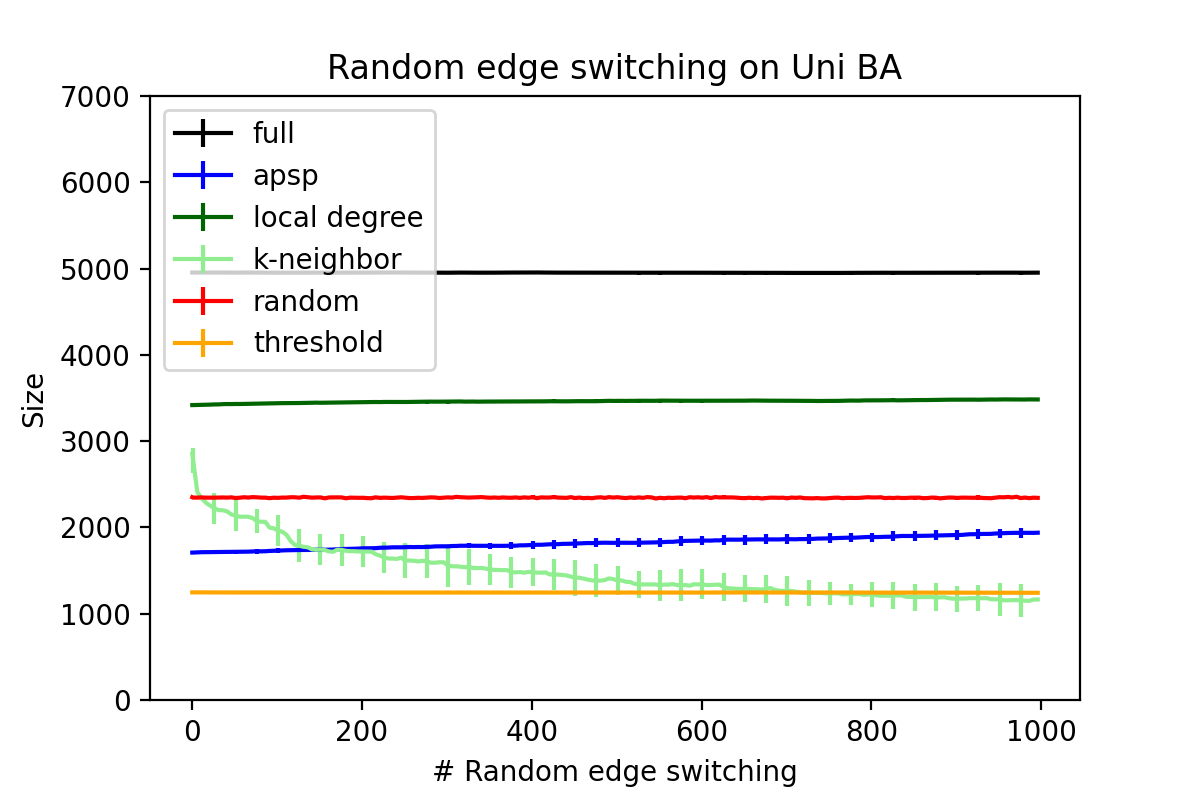 Random edge switching on Uni BA
7000
6000
5000
4000
3000
2000
1000
0
Size
full
apsp
local degree
k-neighbor
random
threshold
0 200 400 600 800 1000
# Random edge switching